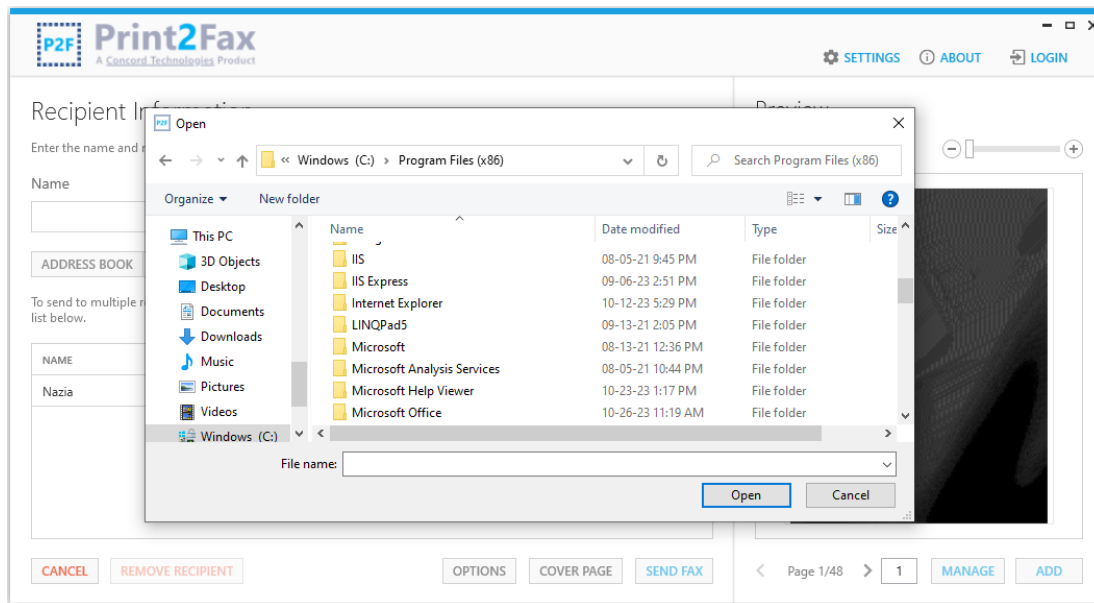 P2F Print2Fax
A Concord Technologies Product
SETTINGS ABOUT LOGIN
Recipient Information
Preview
Enter the name and r
Name
ADDRESS BOOK
To send to multiple r
list below.
NAME
Nazia
P2F Open
« Windows (C:) › Program Files (x86)
Search Program Files (x86)
Organize New folder
This PC
3D Objects
Desktop
Documents
Downloads
Music
Pictures
Videos
Windows (C:)
Name Date modified Type Size
IIS 08-05-21 9:45 PM File folder
IIS Express 09-06-23 2:51 PM File folder
Internet Explorer 10-12-23 5:29 PM File folder
LINQPad5 09-13-21 2:05 PM File folder
Microsoft 08-13-21 12:36 PM File folder
Microsoft Analysis Services 08-05-21 10:44 PM File folder
Microsoft Help Viewer 10-23-23 1:17 PM File folder
Microsoft Office 10-26-23 11:19 AM File folder
File name:
Open Cancel
CANCEL REMOVE RECIPIENT OPTIONS COVER PAGE SEND FAX
Page 1/48 1 MANAGE ADD